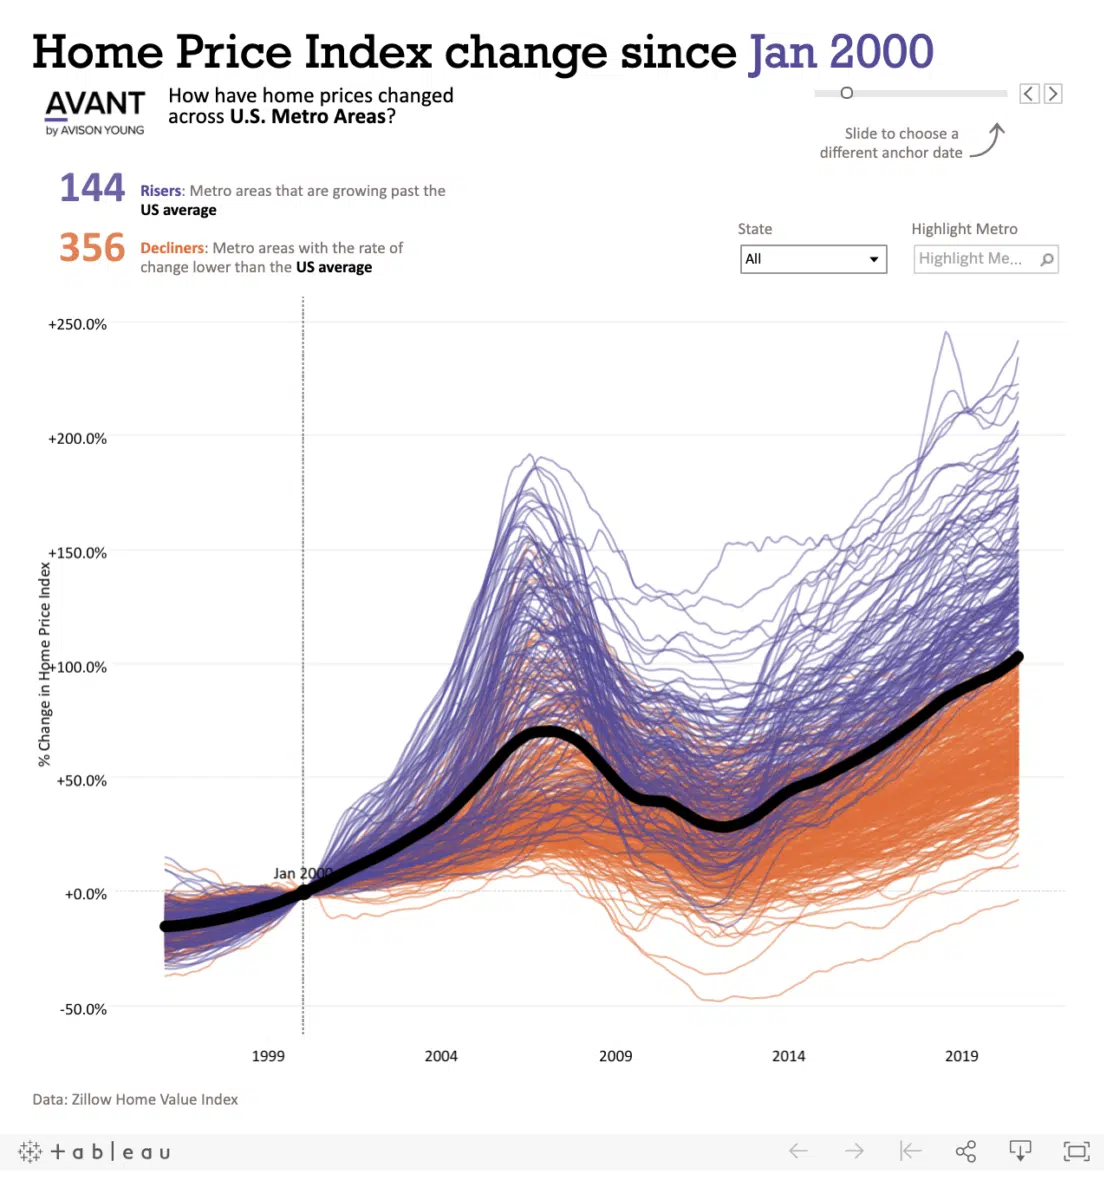 Home Price Index change since Jan 2000
AVANT
by AVISON YOUNG
How have home prices changed
across U.S. Metro Areas?
Slide to choose a
different anchor date
144
Risers: Metro areas that are growing past the
US average
356
Decliners: Metro areas with the rate of
change lower than the US average
State
All
Highlight Metro
Highlight Me...
% Change in Home Price Index
+250.0%
+200.0%
+150.0%
+100.0%
+50.0%
+0.0%
-50.0%
Jan 2000
1999
2004
2009
2014
2019
Data: Zillow Home Value Index
+ableau